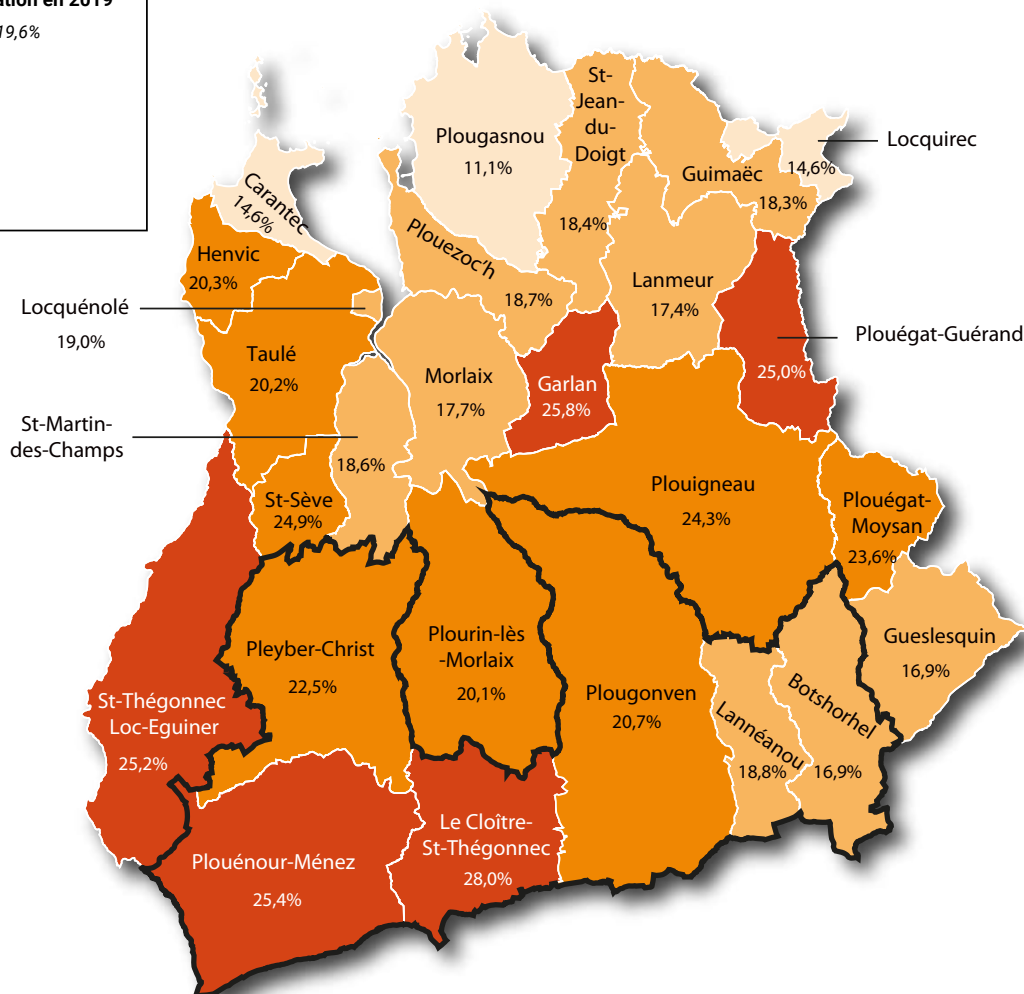 ation en 2019
19,6%
St-
Jean-
du-
Doigt
18,4%
Plougasnou
11,1%
Locquirec
14,6%
Guimaëc
18,3%
Carantec
14,6%
Plouezoc'h
18,7%
Henvic
20,3%
Lanmeur
17,4%
Locquénolé
19,0%
Plouégat-Guérand
25,0%
Taulé
20,2%
Morlaix
17,7%
Garlan
25,8%
St-Martin-
des-Champs
18,6%
St-Sève
24,9%
Plouigneau
24,3%
Plouégat-
Moysan
23,6%
Gueslesquin
16,9%
Pleyber-Christ
22,5%
Plourin-lès
-Morlaix
20,1%
Plougonven
20,7%
Botshorhel
16,9%
Lannéanou
18,8%
St-Thégonnec
Loc-Eguiner
25,2%
Le Cloître-
St-Thégonnec
28,0%
Plouénour-Ménez
25,4%